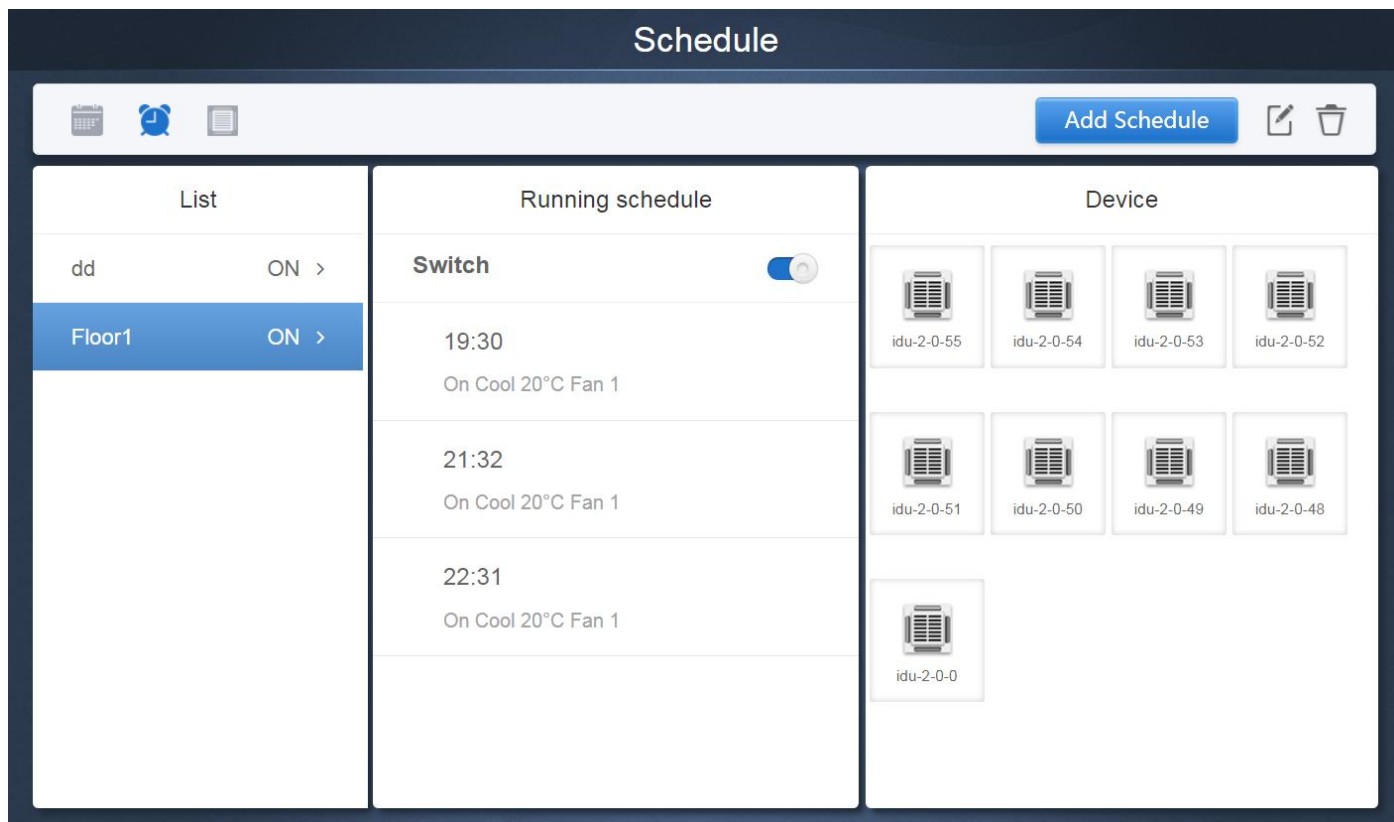 Schedule
Add Schedule
List
dd ON >
Floor1 ON >
Running schedule
Switch
19:30
On Cool 20°C Fan 1
21:32
On Cool 20°C Fan 1
22:31
On Cool 20°C Fan 1
Device
idu-2-0-55 idu-2-0-54 idu-2-0-53 idu-2-0-52
idu-2-0-51 idu-2-0-50 idu-2-0-49 idu-2-0-48
idu-2-0-0